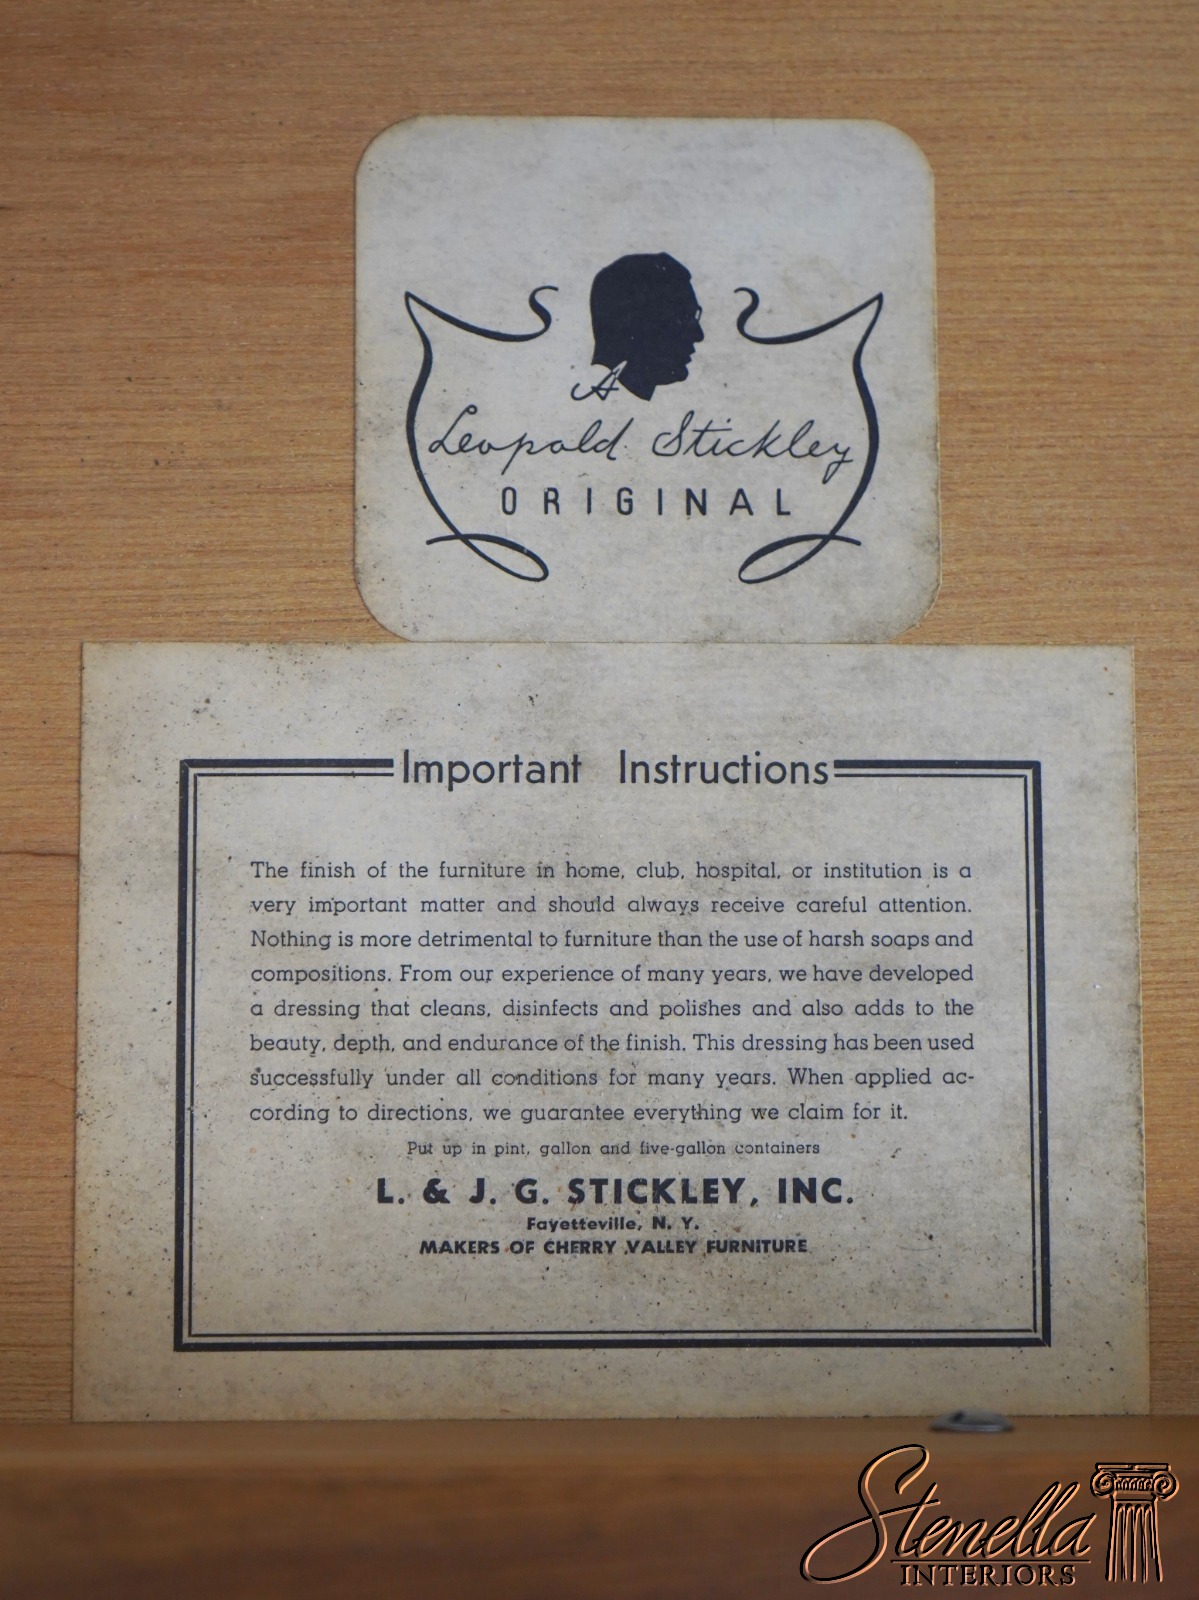 A
Leopold Stickley
ORIGINAL
Important Instructions
The finish of the furniture in home, club, hospital, or institution is a
very important matter and should always receive careful attention.
Nothing is more detrimental to furniture than the use of harsh soaps and
compositions. From our experience of many years, we have developed
a dressing that cleans, disinfects and polishes and also adds to the
beauty, depth, and endurance of the finish. This dressing has been used
successfully under all conditions for many years. When applied ac-
cording to directions, we guarantee everything we claim for it.
Put up in pint, gallon and five-gallon containers
L. & J. G. STICKLEY, INC.
Fayetteville, N. Y.
MAKERS OF CHERRY VALLEY FURNITURE
Stenella
INTERIORS